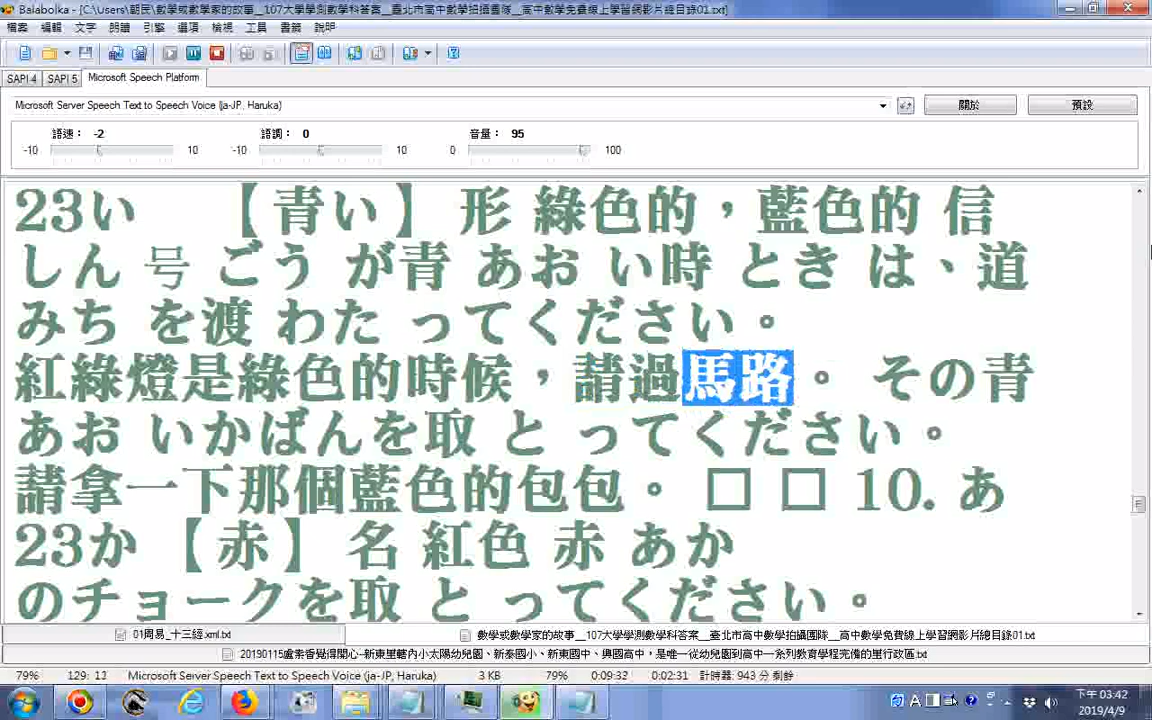 Balabolka - [C:\Users\朝民\數學或數學家的故事__107大學學測數學科答案__臺北市高中數學拍攝團隊__高中數學免費線上學習網影片總目錄01.txt]
檔案 編輯 文字 朗讀 引擎 選項 檢視 工具 書籤 說明
SAPI 4 SAPI 5 Microsoft Speech Platform
Microsoft Server Speech Text to Speech Voice (ja-JP, Haruka) 關於 預設
語速： -2 語調： 0 音量： 95
-10 10 -10 10 0 100
23い 【青い】 形 綠色的，藍色的 信
しん 号 ごう が青 あお い時 とき は、道
みち を渡 わた ってください。
紅綠燈是綠色的時候，請過馬路。 その青
あお いかばんを取 と ってください。
請拿一下那個藍色的包包。 □ □ 10. あ
23か 【赤】 名 紅色 赤 あか
のチョークを取 と ってください。
01周易_十三經.xml.txt 數學或數學家的故事__107大學學測數學科答案__臺北市高中數學拍攝團隊__高中數學免費線上學習網影片總目錄01.txt
79% 129: 11 Microsoft Server Speech Text to Speech Voice (ja-JP, Haruka) 3 KB 79% 0:09:32 0:02:31 計時器: 943 分 剩餘
下午 03:42
2019/4/9